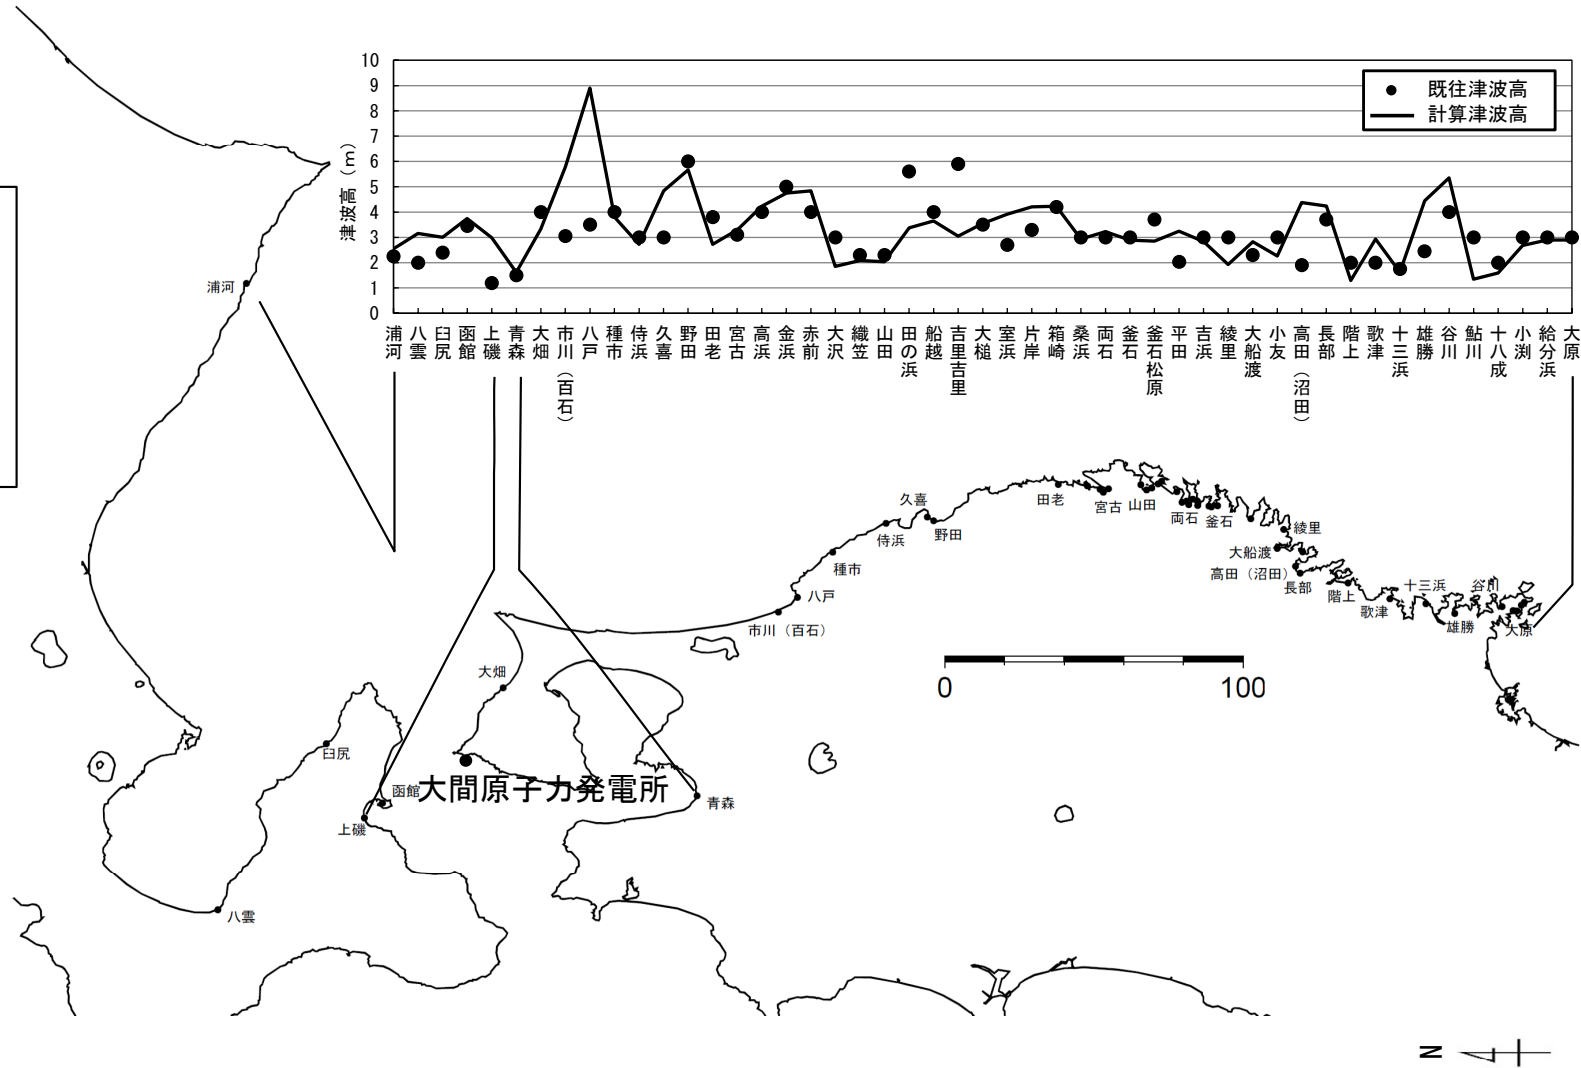 10
9
8
7
6
5
4
3
2
1
0
津波高（m）
既往津波高
計算津波高
浦河
八雲
臼尻
函館
上磯
青森
大畑
市川（百石）
八戸
種市
侍浜
久喜
野田
田老
宮古
高浜
金浜
赤前
大沢
織笠
山田
田の浜
船越
吉里吉里
大槌
室浜
片岸
箱崎
桑浜
両石
釜石
釜石松原
平田
吉浜
綾里
大船渡
小友
高田（沼田）
長部
階上
歌津
十三浜
雄勝
谷川
鮎川
十八成
小渕
給分浜
大原
浦河
久喜
田老
宮古
山田
両石
釜石
侍浜
野田
綾里
大船渡
種市
高田（沼田）
長部
八戸
階上
十三浜
谷川
歌津
市川（百石）
雄勝
大原
大畑
0
100
臼尻
函館
大間原子力発電所
青森
上磯
八雲
N